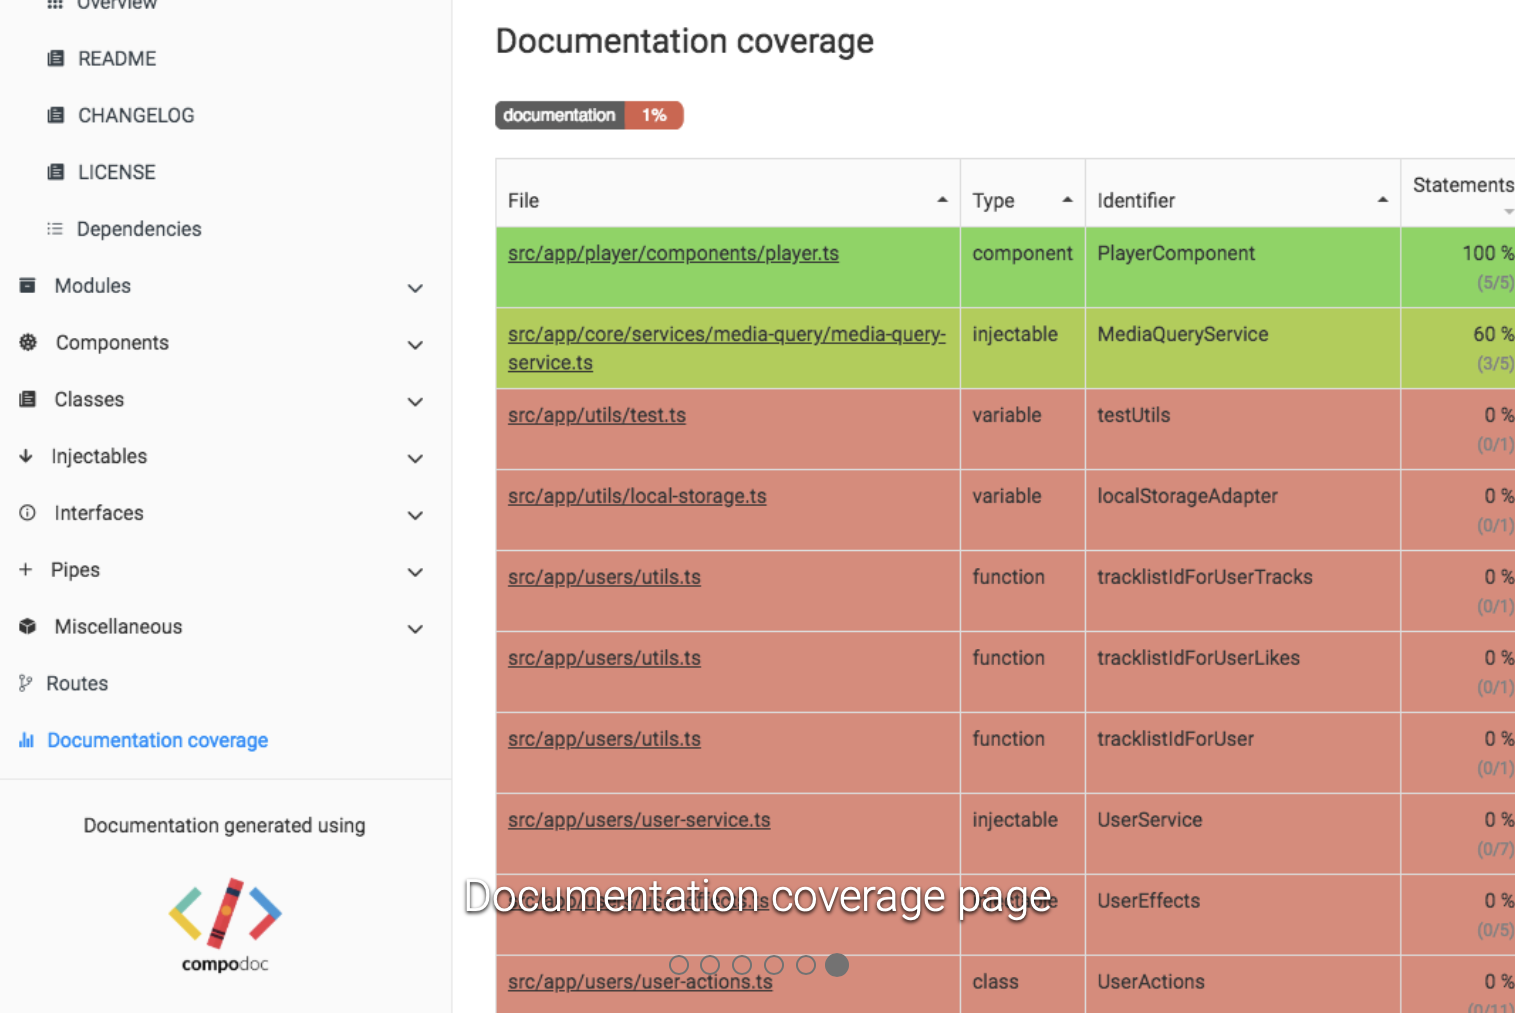 Overview
README
CHANGELOG
LICENSE
Dependencies
Modules
Components
Classes
Injectables
Interfaces
Pipes
Miscellaneous
Routes
Documentation coverage
Documentation generated using
compodoc
Documentation coverage
documentation 1%
File Type Identifier Statements
src/app/player/components/player.ts component PlayerComponent 100 %
(5/5)
src/app/core/services/media-query/media-query- injectable MediaQueryService 60 %
service.ts (3/5)
src/app/utils/test.ts variable testUtils 0 %
(0/1)
src/app/utils/local-storage.ts variable localStorageAdapter 0 %
(0/1)
src/app/users/utils.ts function tracklistIdForUserTracks 0 %
(0/1)
src/app/users/utils.ts function tracklistIdForUserLikes 0 %
(0/1)
src/app/users/utils.ts function tracklistIdForUser 0 %
(0/1)
src/app/users/user-service.ts injectable UserService 0 %
(0/7)
UserEffects 0 %
Documentation coverage page
(0/5)
src/app/users/user-actions.ts class UserActions 0 %
(0/11)